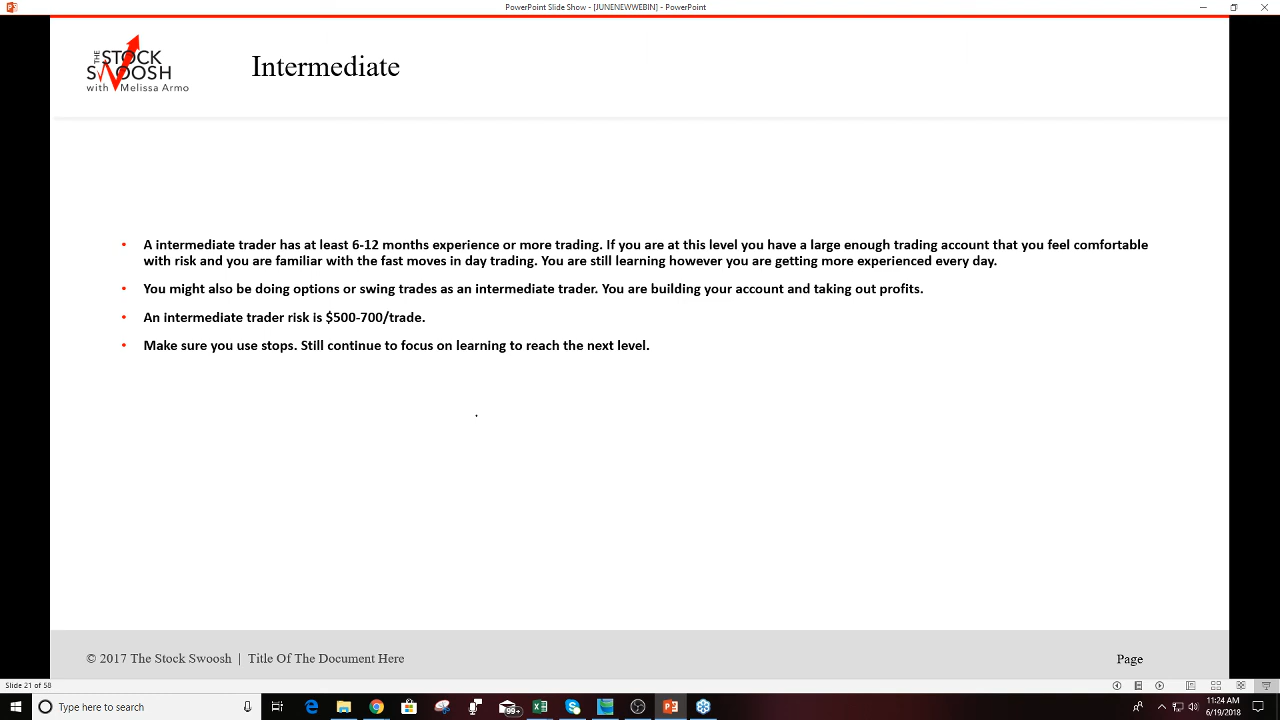 PowerPoint Slide Show - [JUNENEWWEBIN] - PowerPoint
THE STOCK
SWOOSH
with Melissa Armo
Intermediate
• A intermediate trader has at least 6-12 months experience or more trading. If you are at this level you have a large enough trading account that you feel comfortable
with risk and you are familiar with the fast moves in day trading. You are still learning however you are getting more experienced every day.
• You might also be doing options or swing trades as an intermediate trader. You are building your account and taking out profits.
• An intermediate trader risk is $500-700/trade.
• Make sure you use stops. Still continue to focus on learning to reach the next level.
© 2017 The Stock Swoosh | Title Of The Document Here
Page
Slide 21 of 58
Type here to search
99+
11:24 AM
6/19/2018